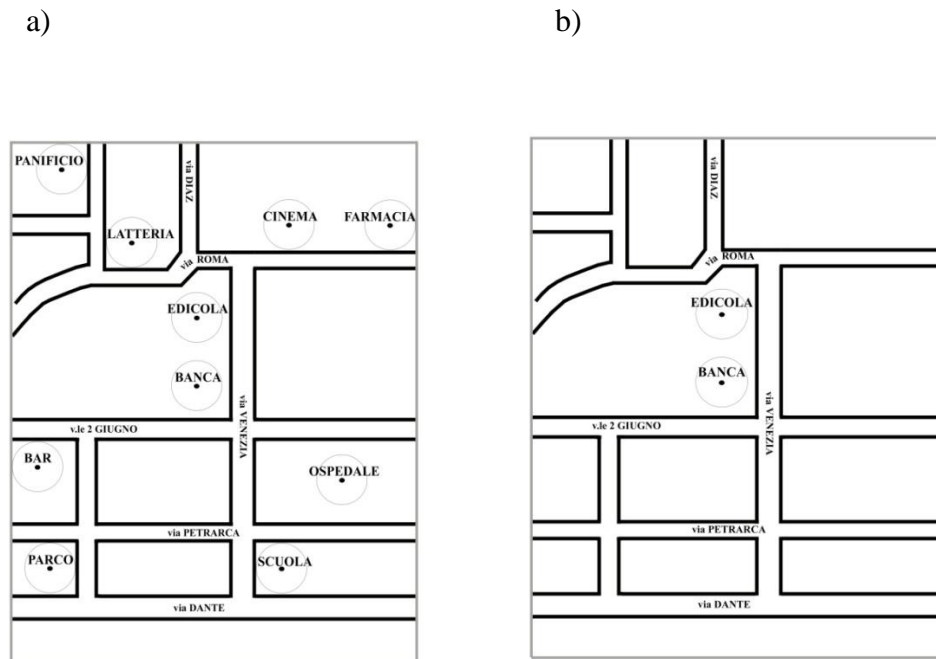 a)
b)
PANIFICIO
via DIAZ
LATTERIA
CINEMA
FARMACIA
via ROMA
EDICOLA
BANCA
via VENEZIA
v.le 2 GIUGNO
BAR
OSPEDALE
via PETRARCA
PARCO
SCUOLA
via DANTE
via DIAZ
via ROMA
EDICOLA
BANCA
via VENEZIA
v.le 2 GIUGNO
via PETRARCA
via DANTE